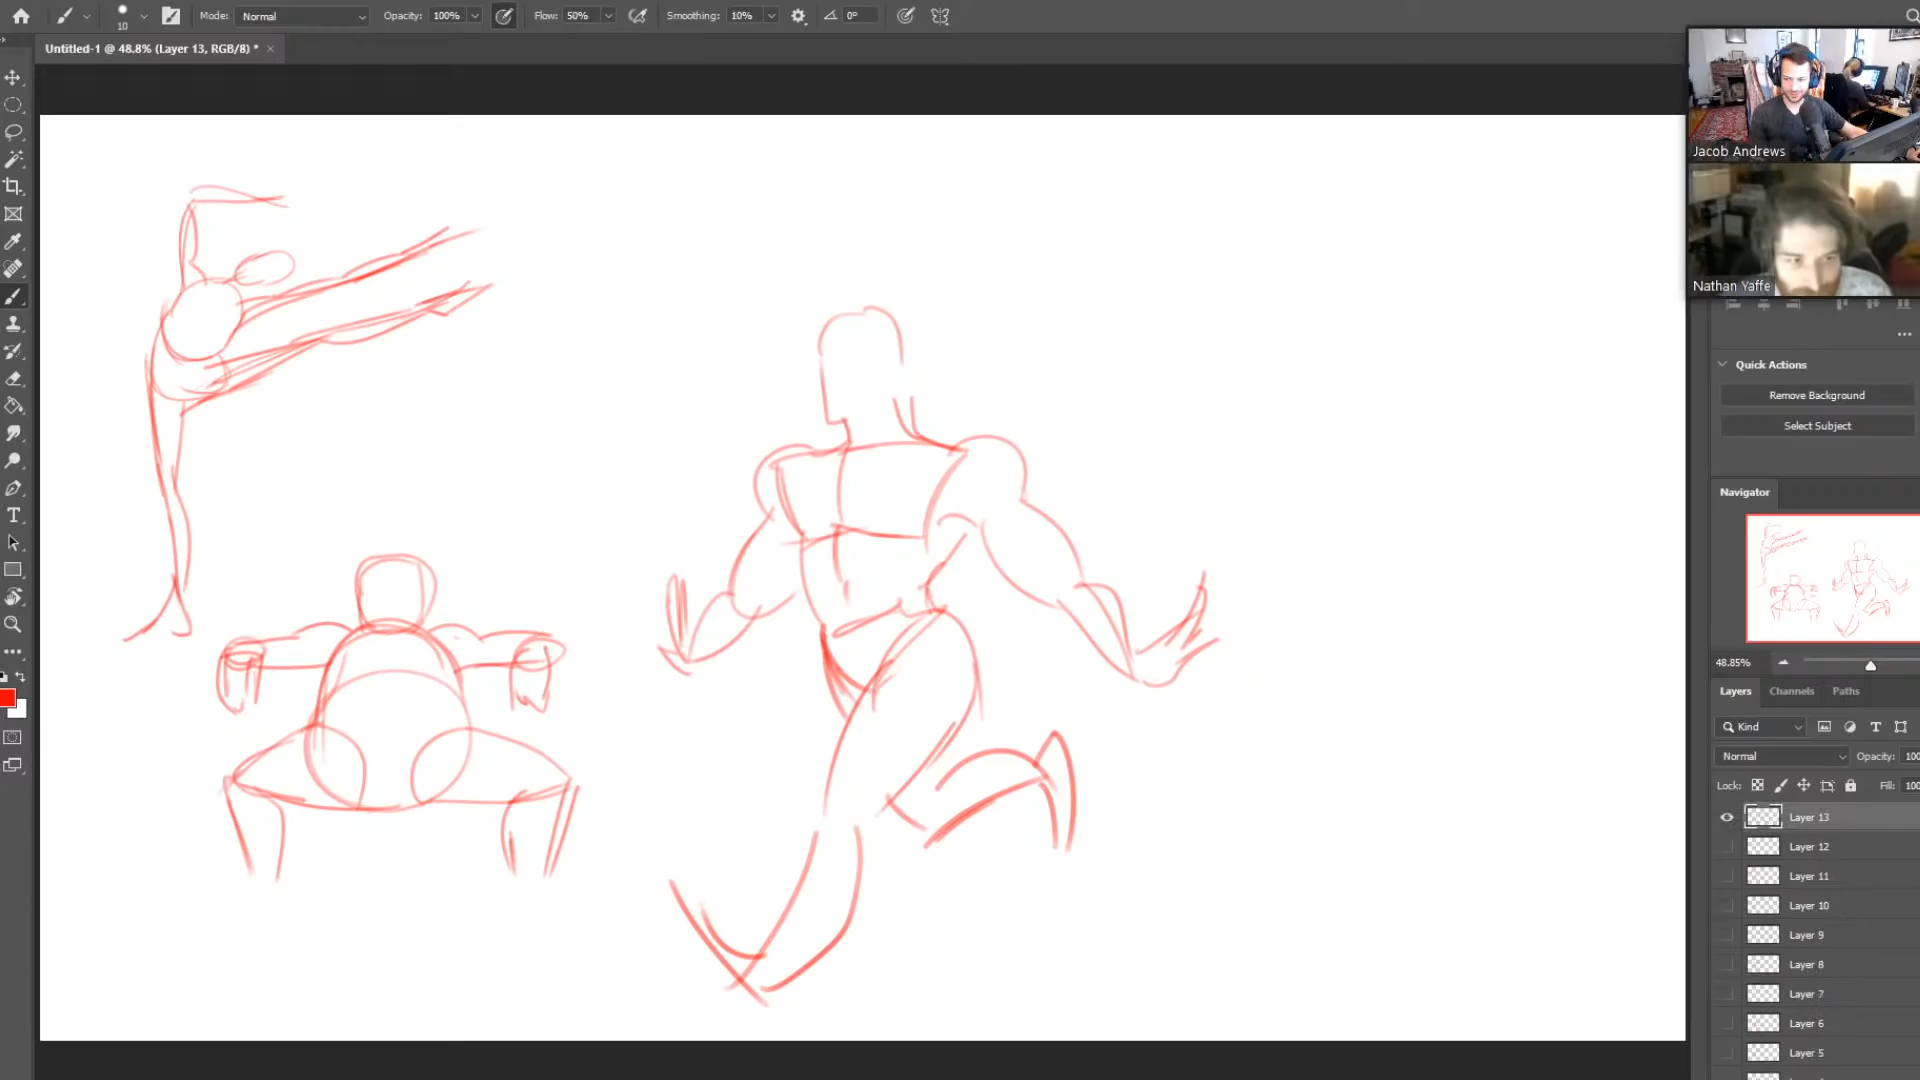 10
Mode: Normal
Opacity: 100%
Flow: 50%
Smoothing: 10%
0°
Untitled-1 @ 48.8% (Layer 13, RGB/8) *
Jacob Andrews
Nathan Yaffe
Quick Actions
Remove Background
Select Subject
Navigator
48.85%
Layers Channels Paths
Kind
Normal Opacity: 100
Lock: Fill: 100
Layer 13
Layer 12
Layer 11
Layer 10
Layer 9
Layer 8
Layer 7
Layer 6
Layer 5